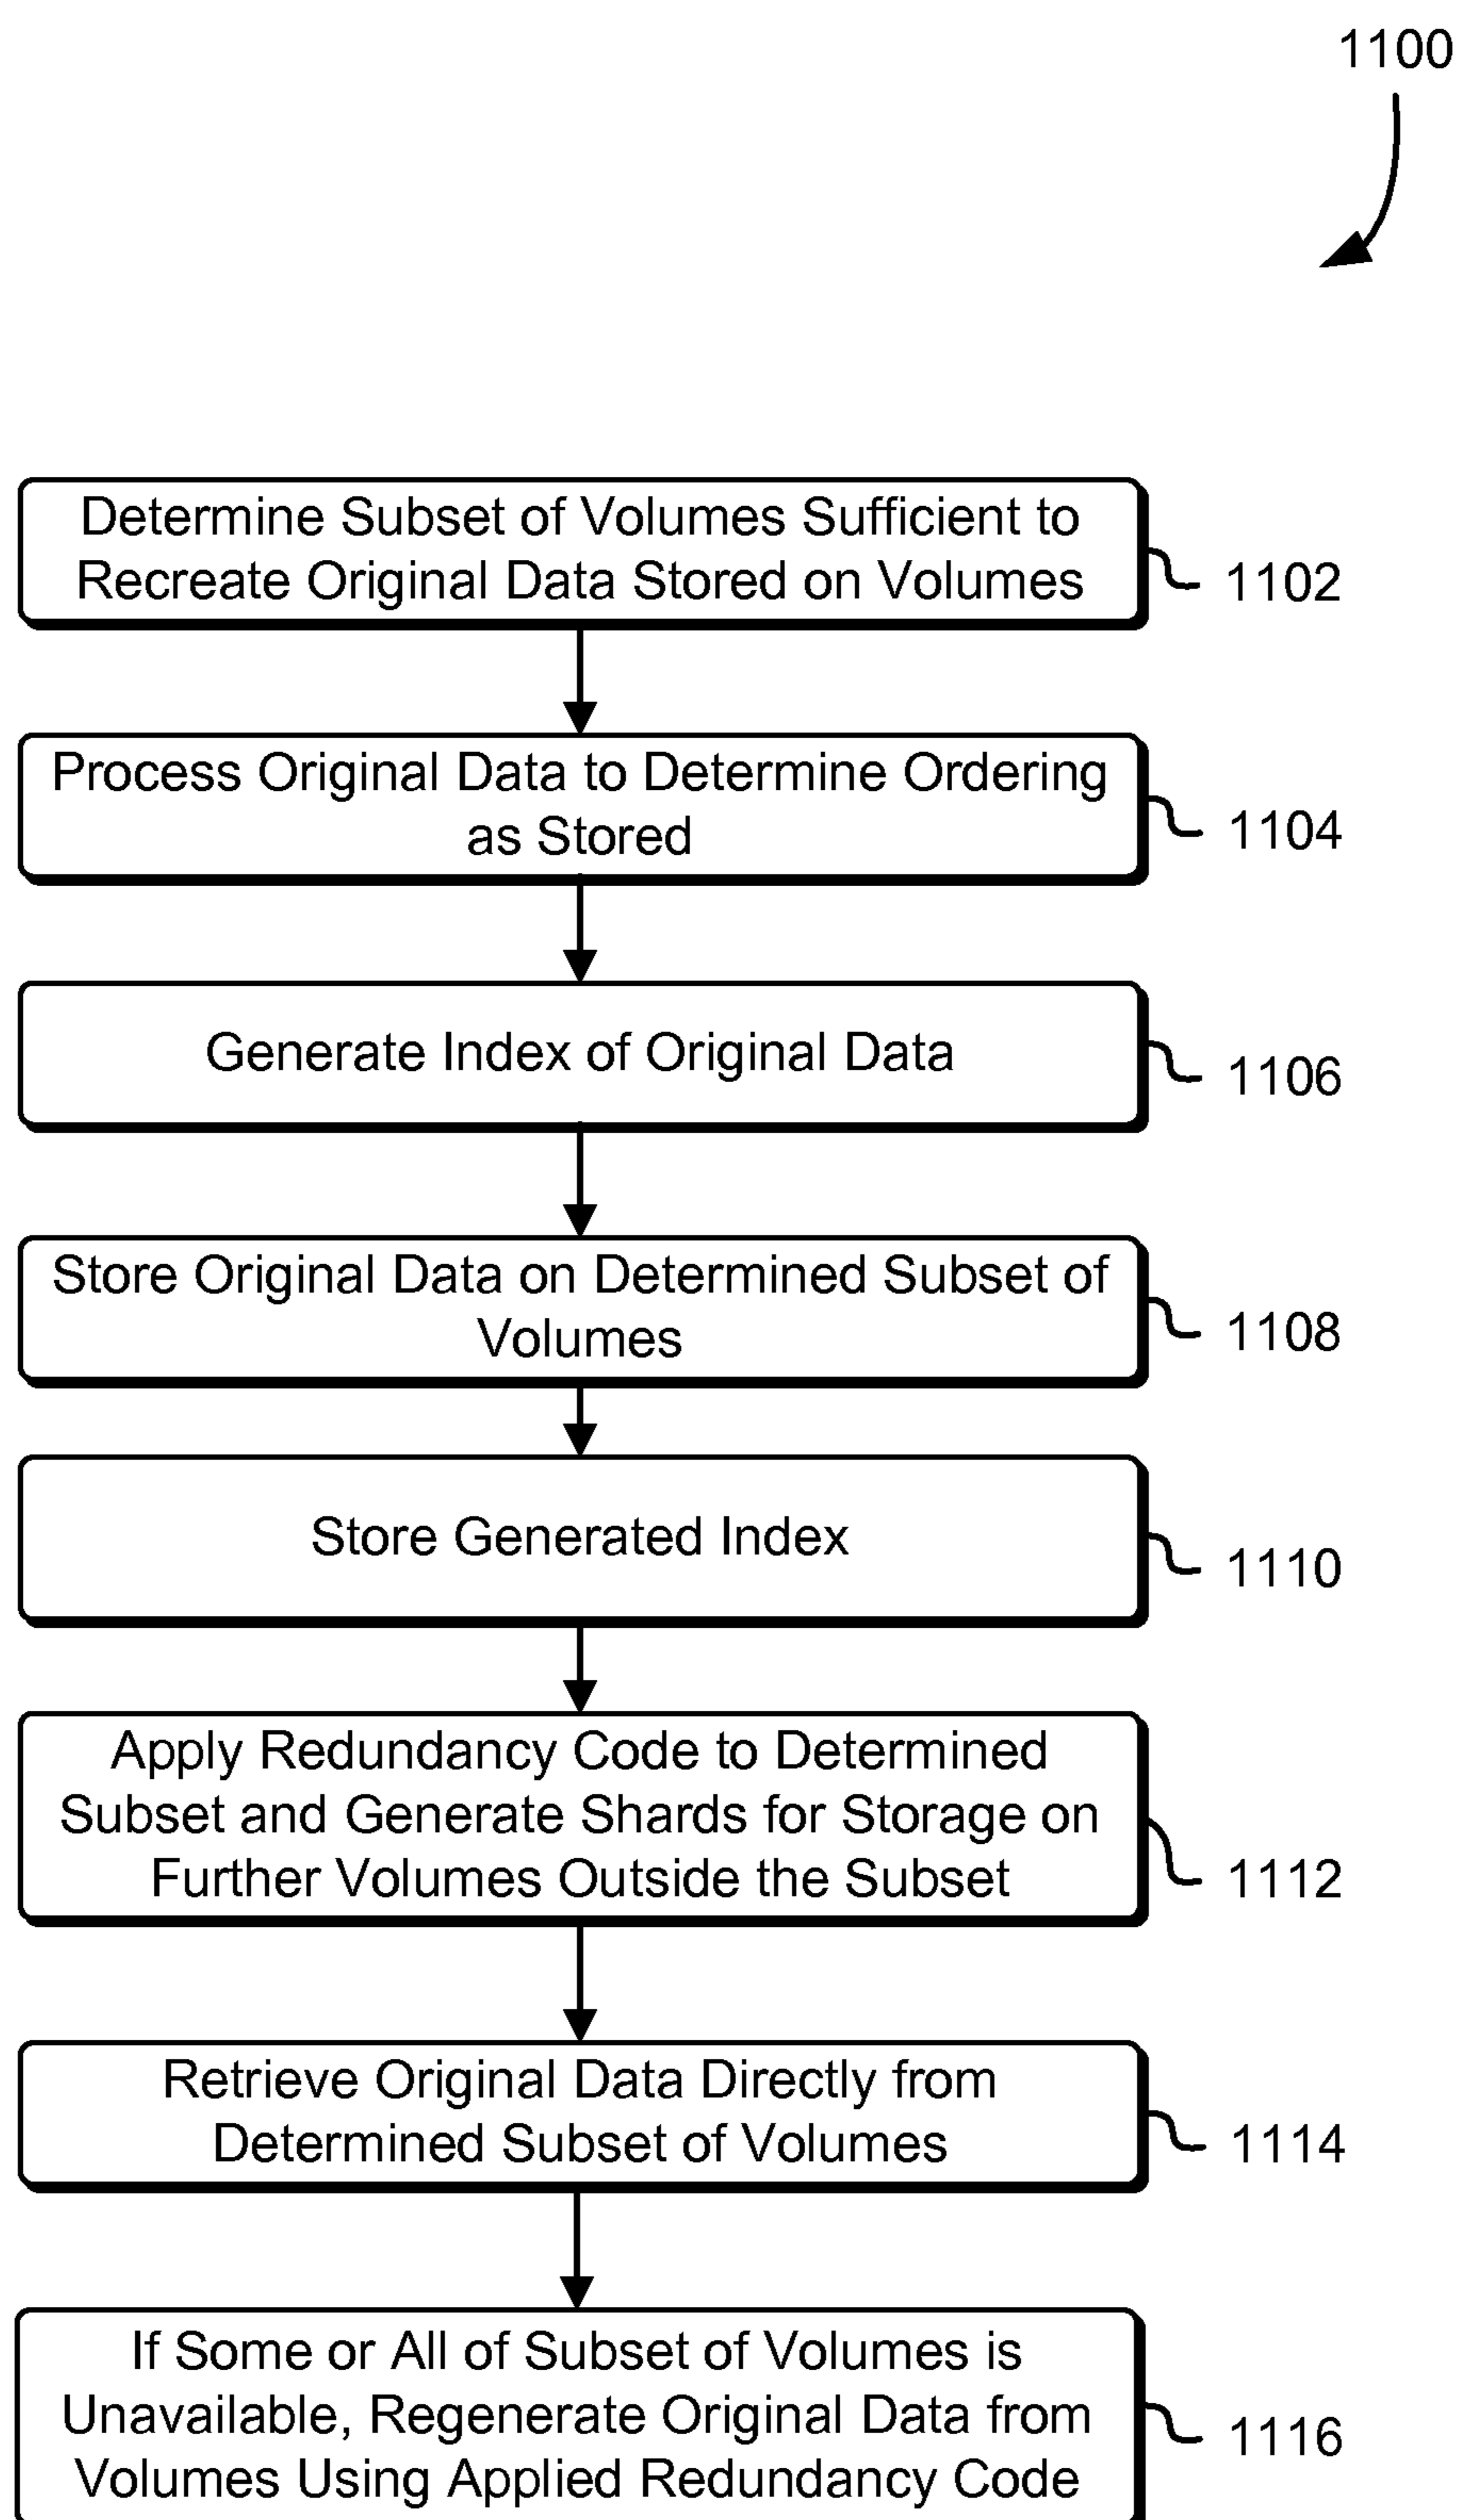 1100
Determine Subset of Volumes Sufficient to
Recreate Original Data Stored on Volumes
1102
Process Original Data to Determine Ordering
as Stored
1104
Generate Index of Original Data
1106
Store Original Data on Determined Subset of
Volumes
1108
Store Generated Index
1110
Apply Redundancy Code to Determined
Subset and Generate Shards for Storage on
Further Volumes Outside the Subset
1112
Retrieve Original Data Directly from
Determined Subset of Volumes
1114
If Some or All of Subset of Volumes is
Unavailable, Regenerate Original Data from
Volumes Using Applied Redundancy Code
1116